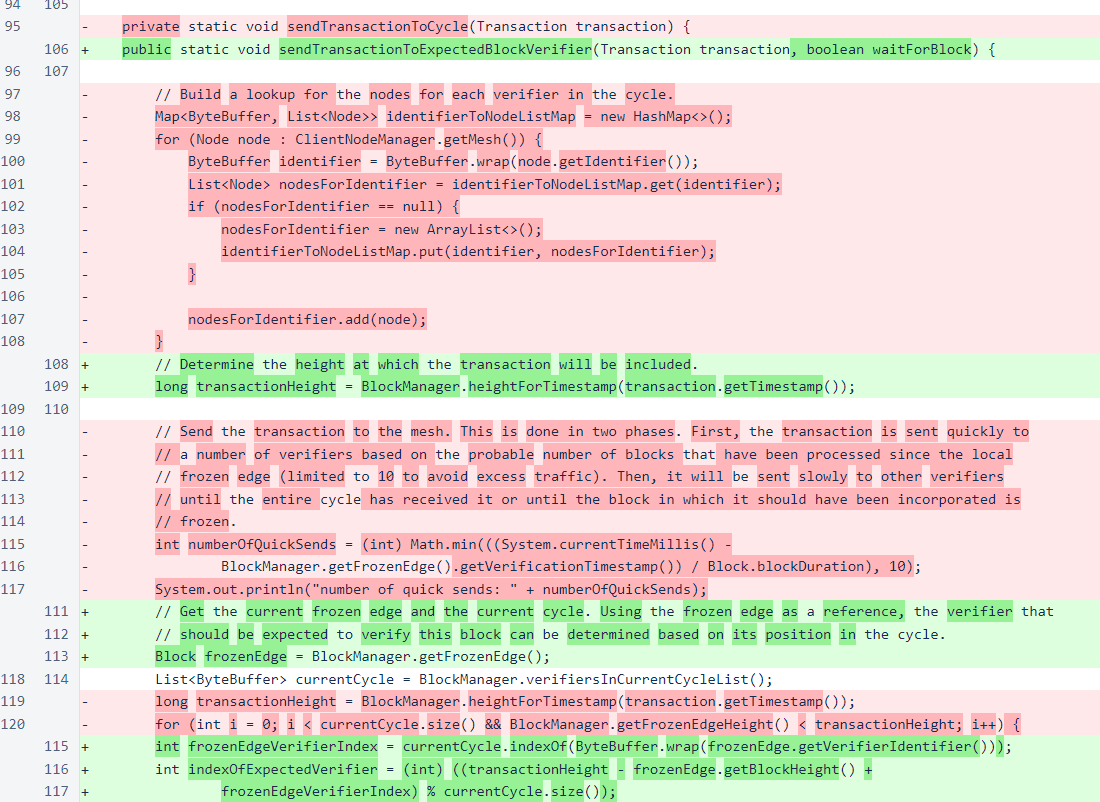 94 105
95 - private static void sendTransactionToCycle(Transaction transaction) {
106 + public static void sendTransactionToExpectedBlockVerifier(Transaction transaction, boolean waitForBlock) {
96 107
97 - // Build a lookup for the nodes for each verifier in the cycle.
98 - Map<ByteBuffer, List<Node>> identifierToNodeListMap = new HashMap<>();
99 - for (Node node : ClientNodeManager.getMesh()) {
100 - ByteBuffer identifier = ByteBuffer.wrap(node.getIdentifier());
101 - List<Node> nodesForIdentifier = identifierToNodeListMap.get(identifier);
102 - if (nodesForIdentifier == null) {
103 - nodesForIdentifier = new ArrayList<>();
104 - identifierToNodeListMap.put(identifier, nodesForIdentifier);
105 - }
106 -
107 - nodesForIdentifier.add(node);
108 - }
108 + // Determine the height at which the transaction will be included.
109 + long transactionHeight = BlockManager.heightForTimestamp(transaction.getTimestamp());
109 110
110 - // Send the transaction to the mesh. This is done in two phases. First, the transaction is sent quickly to
111 - // a number of verifiers based on the probable number of blocks that have been processed since the local
112 - // frozen edge (limited to 10 to avoid excess traffic). Then, it will be sent slowly to other verifiers
113 - // until the entire cycle has received it or until the block in which it should have been incorporated is
114 - // frozen.
115 - int numberOfQuickSends = (int) Math.min(((System.currentTimeMillis() -
116 - BlockManager.getFrozenEdge().getVerificationTimestamp()) / Block.blockDuration), 10);
117 - System.out.println("number of quick sends: " + numberOfQuickSends);
111 + // Get the current frozen edge and the current cycle. Using the frozen edge as a reference, the verifier that
112 + // should be expected to verify this block can be determined based on its position in the cycle.
113 + Block frozenEdge = BlockManager.getFrozenEdge();
118 114 List<ByteBuffer> currentCycle = BlockManager.verifiersInCurrentCycleList();
119 - long transactionHeight = BlockManager.heightForTimestamp(transaction.getTimestamp());
120 - for (int i = 0; i < currentCycle.size() && BlockManager.getFrozenEdgeHeight() < transactionHeight; i++) {
115 + int frozenEdgeVerifierIndex = currentCycle.indexOf(ByteBuffer.wrap(frozenEdge.getVerifierIdentifier()));
116 + int indexOfExpectedVerifier = (int) ((transactionHeight - frozenEdge.getBlockHeight() +
117 + frozenEdgeVerifierIndex) % currentCycle.size());